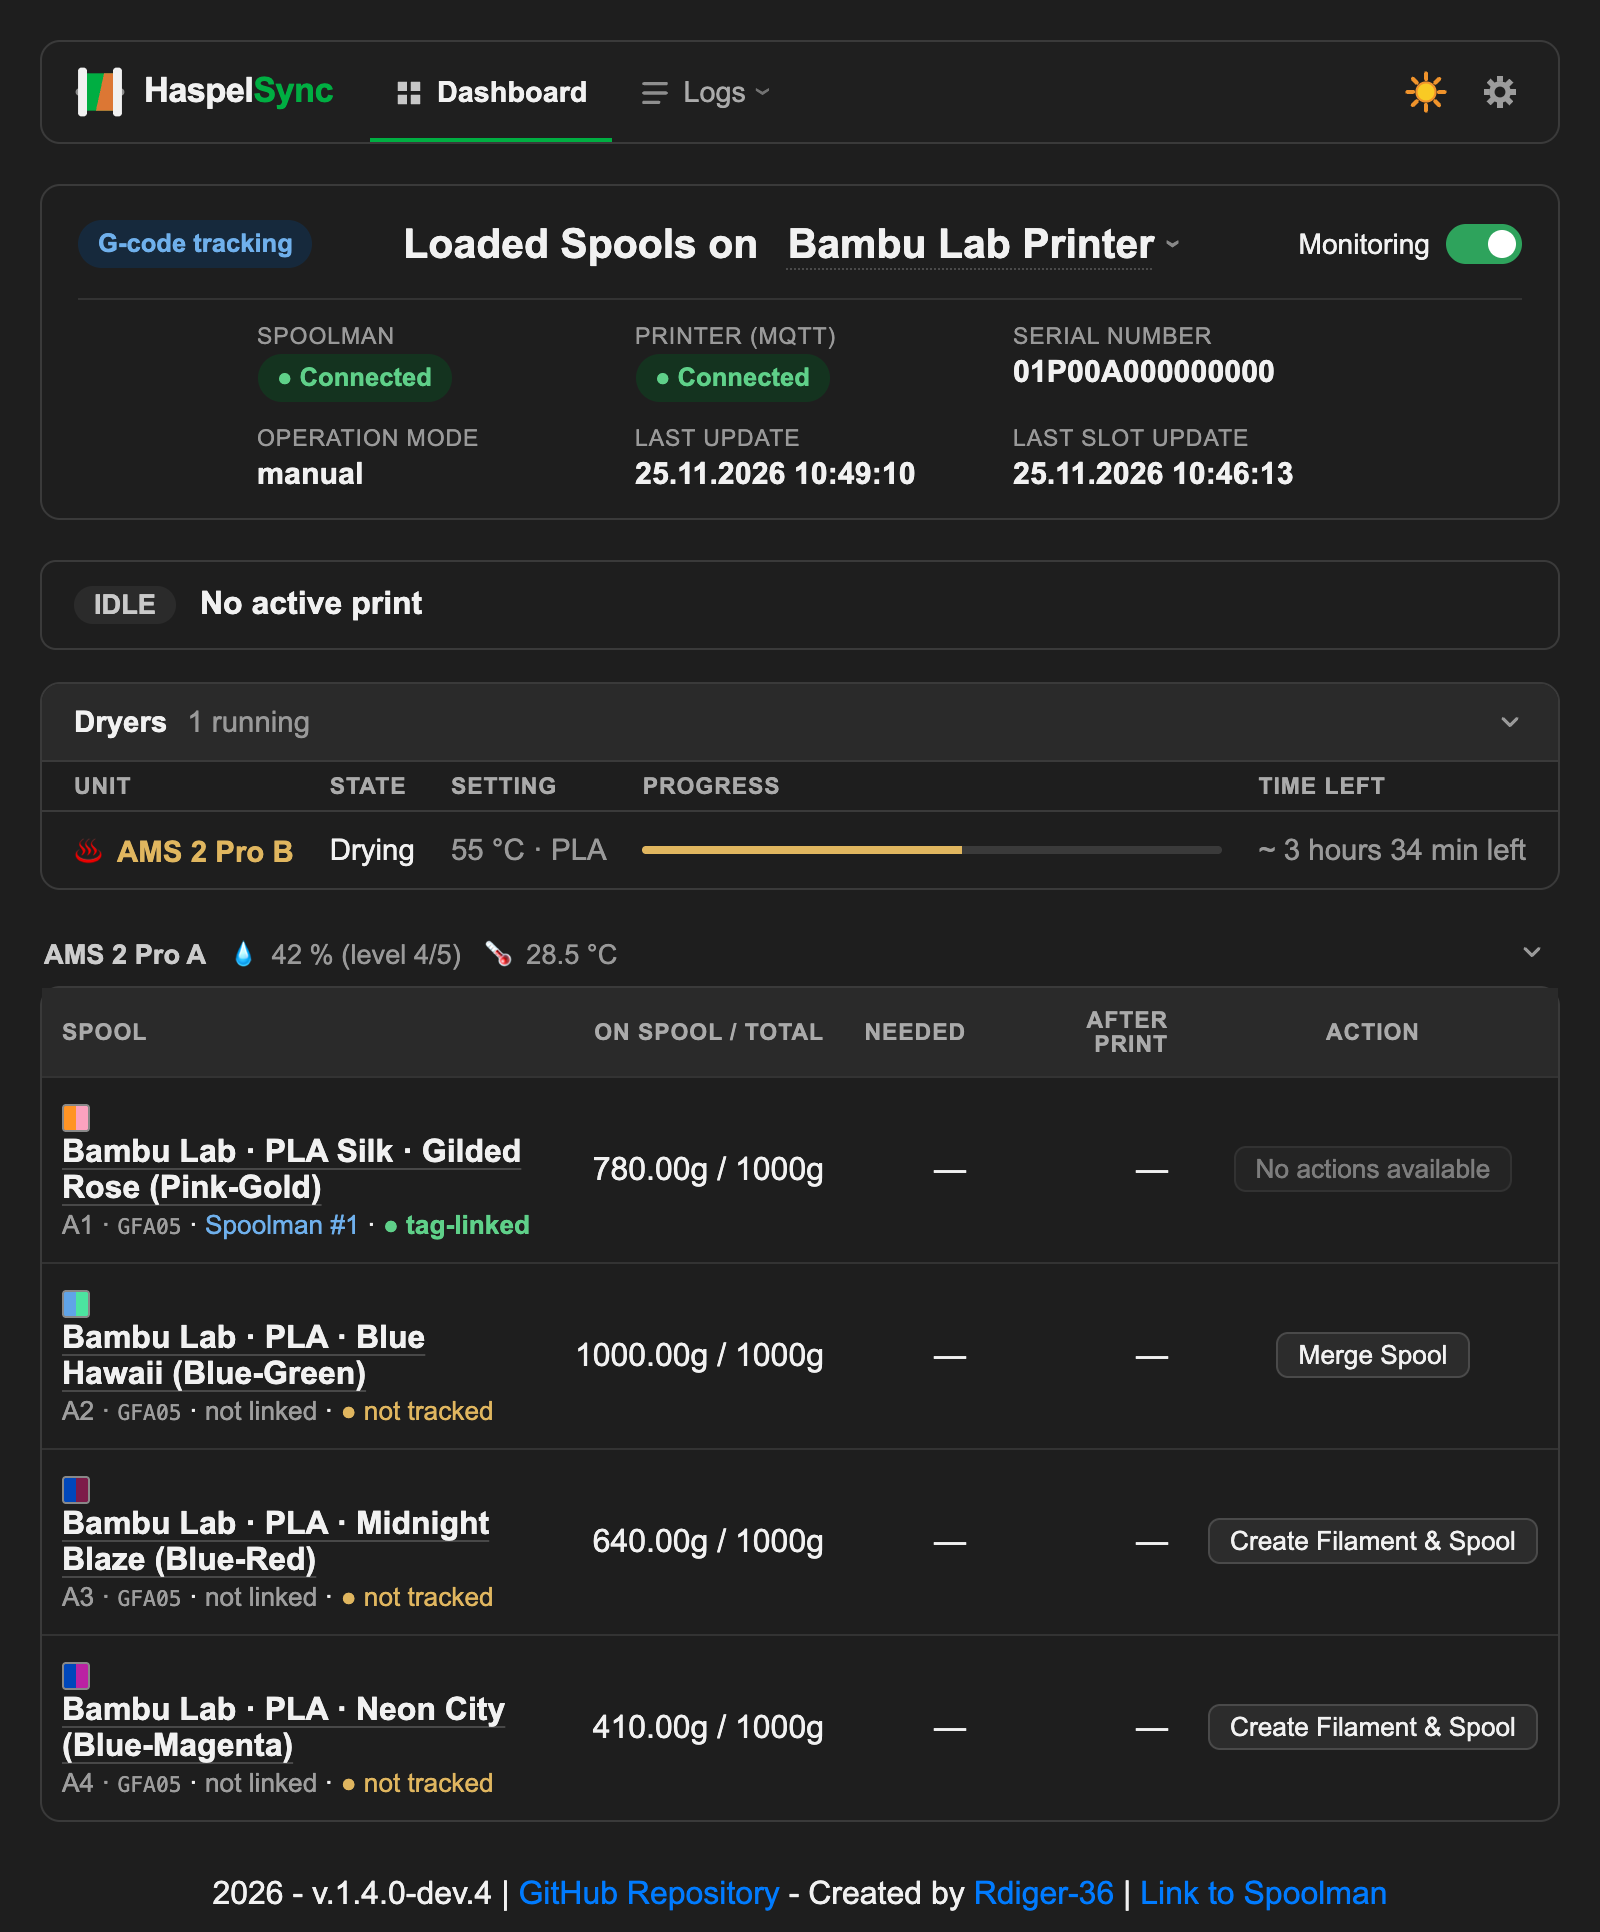 HaspelSync Dashboard Logs
G-code tracking Loaded Spools on Bambu Lab Printer Monitoring
SPOOLMAN PRINTER (MQTT) SERIAL NUMBER
● Connected ● Connected 01P00A000000000
OPERATION MODE LAST UPDATE LAST SLOT UPDATE
manual 25.11.2026 10:49:10 25.11.2026 10:46:13
IDLE No active print
Dryers 1 running
UNIT STATE SETTING PROGRESS TIME LEFT
AMS 2 Pro B Drying 55 °C · PLA ~ 3 hours 34 min left
AMS 2 Pro A 42 % (level 4/5) 28.5 °C
SPOOL ON SPOOL / TOTAL NEEDED AFTER PRINT ACTION
Bambu Lab · PLA Silk · Gilded
Rose (Pink-Gold)
780.00g / 1000g — — No actions available
A1 · GFA05 · Spoolman #1 · ● tag-linked
Bambu Lab · PLA · Blue
Hawaii (Blue-Green)
1000.00g / 1000g — — Merge Spool
A2 · GFA05 · not linked · ● not tracked
Bambu Lab · PLA · Midnight
Blaze (Blue-Red)
640.00g / 1000g — — Create Filament & Spool
A3 · GFA05 · not linked · ● not tracked
Bambu Lab · PLA · Neon City
(Blue-Magenta)
410.00g / 1000g — — Create Filament & Spool
A4 · GFA05 · not linked · ● not tracked
2026 - v.1.4.0-dev.4 | GitHub Repository - Created by Rdiger-36 | Link to Spoolman